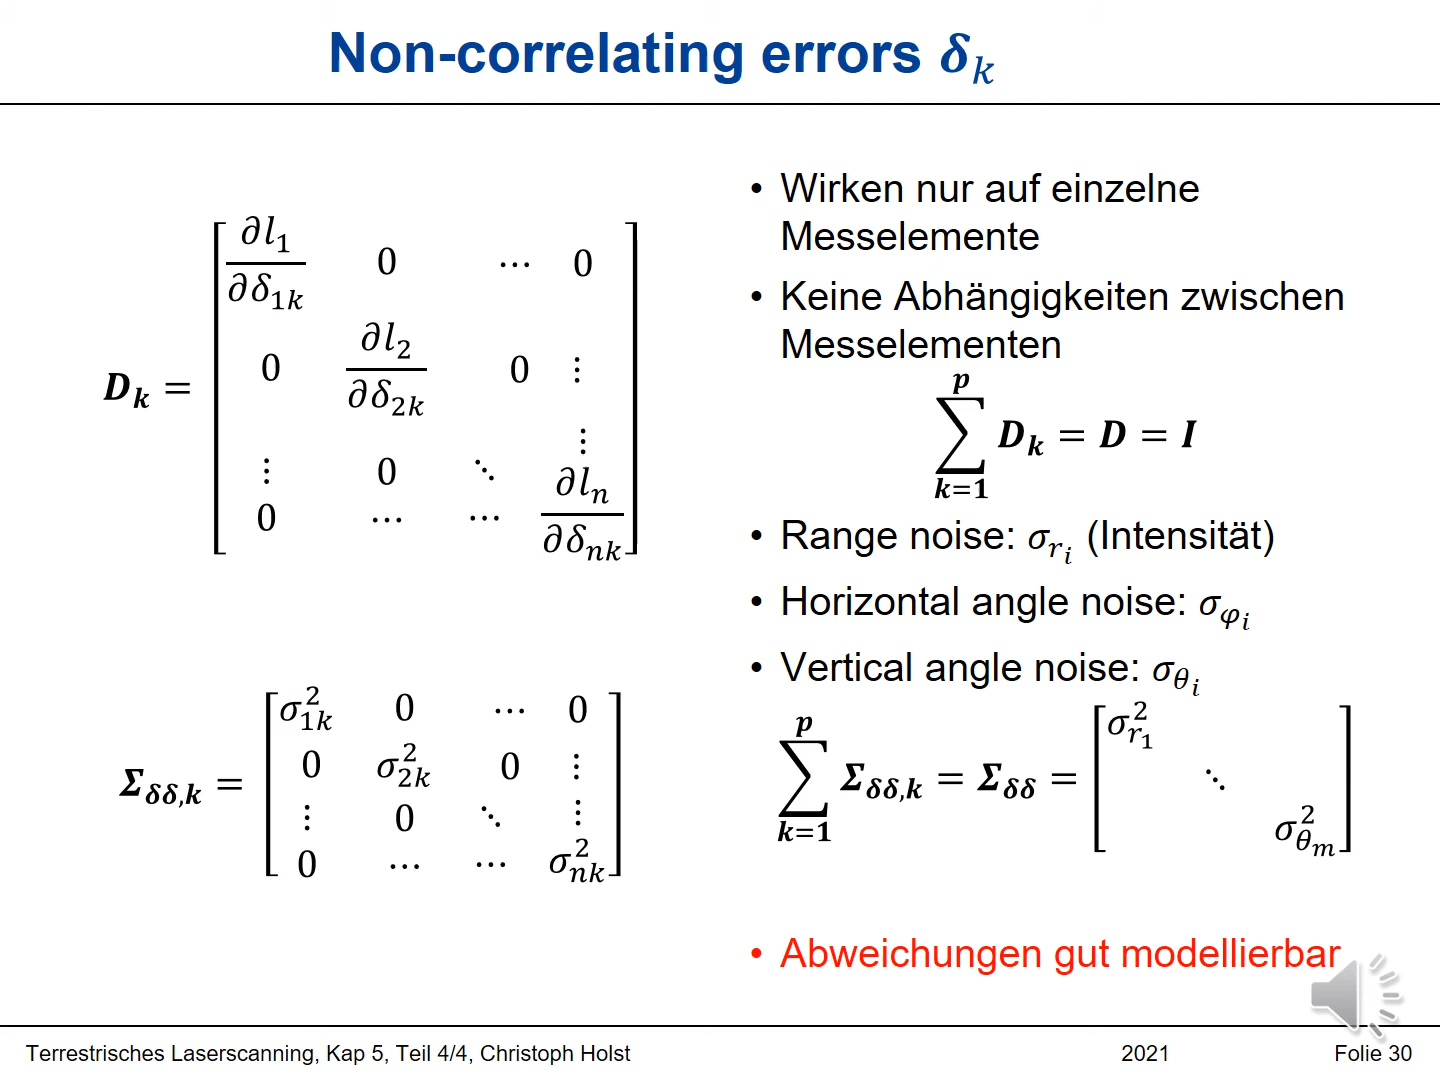 Non-correlating errors δ_k
D_k = [ ∂l_1/∂δ_1k 0 ⋯ 0
0 ∂l_2/∂δ_2k 0 ⋮
⋮ 0 ⋱ ⋮
0 ⋯ ⋯ ∂l_n/∂δ_nk ]
Σ_δδ,k = [ σ²_1k 0 ⋯ 0
0 σ²_2k 0 ⋮
⋮ 0 ⋱ ⋮
0 ⋯ ⋯ σ²_nk ]
• Wirken nur auf einzelne
Messelemente
• Keine Abhängigkeiten zwischen
Messelementen
∑_{k=1}^{p} D_k = D = I
• Range noise: σ_{r_i} (Intensität)
• Horizontal angle noise: σ_{φ_i}
• Vertical angle noise: σ_{θ_i}
∑_{k=1}^{p} Σ_δδ,k = Σ_δδ = [ σ²_{r_1} ⋱ σ²_{θ_m} ]
• Abweichungen gut modellierbar
Terrestrisches Laserscanning, Kap 5, Teil 4/4, Christoph Holst 2021 Folie 30